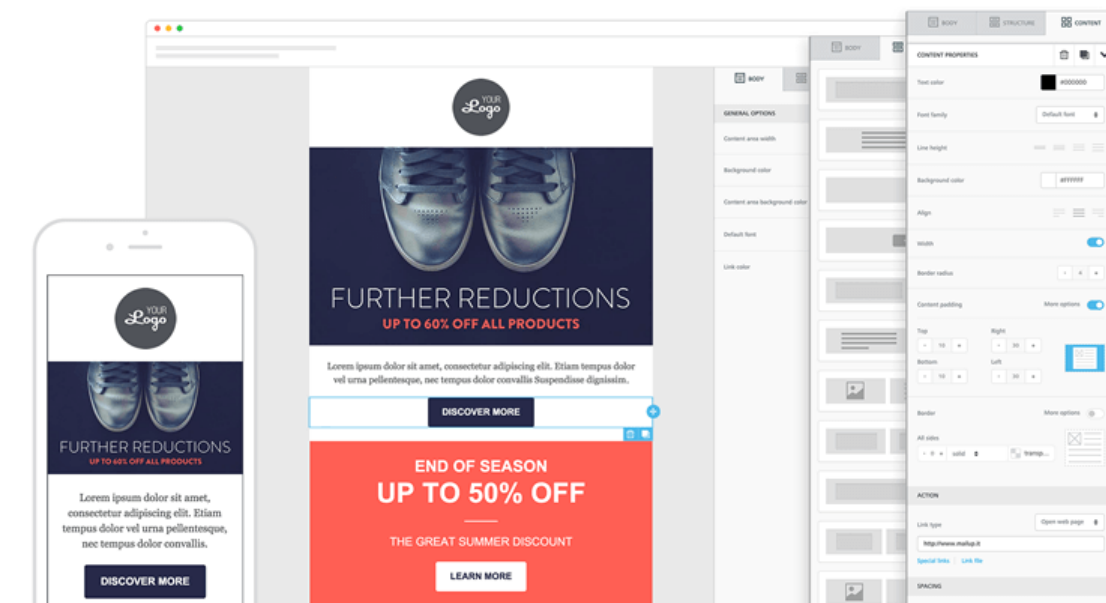 YOUR
Logo
FURTHER REDUCTIONS
UP TO 60% OFF ALL PRODUCTS
Lorem ipsum dolor sit amet, consectetur adipiscing elit. Etiam tempus dolor
vel urna pellentesque, nec tempus dolor convallis Suspendisse dignissim.
DISCOVER MORE
END OF SEASON
UP TO 50% OFF
THE GREAT SUMMER DISCOUNT
LEARN MORE
YOUR
Logo
FURTHER REDUCTIONS
UP TO 60% OFF ALL PRODUCTS
Lorem ipsum dolor sit amet,
consectetur adipiscing elit. Etiam
tempus dolor vel urna pellentesque,
nec tempus dolor convallis.
DISCOVER MORE
BODY
GENERAL OPTIONS
Content area width
Background color
Content area background color
Default font
Link color
BODY
BODY STRUCTURE CONTENT
CONTENT PROPERTIES
Text color #000000
Font family Default font
Line height
Background color #FFFFFF
Align
Width
Border radius - 4 +
Content padding More options
Top Right
- 10 + - 30 +
Bottom Left
- 10 + - 30 +
Border More options
All sides
- 0 + solid transp...
ACTION
Link type Open web page
http://www.mailup.it
Special links Link file
SPACING